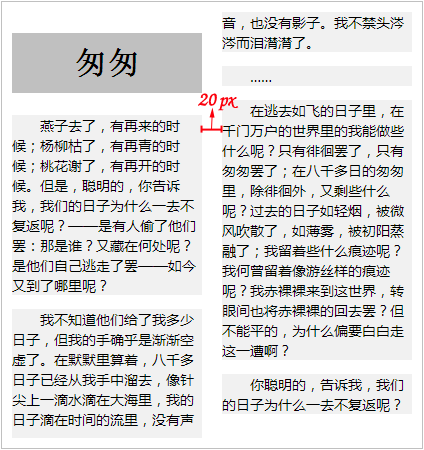 匆匆
燕子去了，有再来的时
候；杨柳枯了，有再青的时
候；桃花谢了，有再开的时
候。但是，聪明的，你告诉
我，我们的日子为什么一去不
复返呢？——是有人偷了他们
罢：那是谁？又藏在何处呢？
是他们自己逃走了罢——如今
又到了哪里呢？
我不知道他们给了我多少
日子，但我的手确乎是渐渐空
虚了。在默默里算着，八千多
日子已经从我手中溜去，像针
尖上一滴水滴在大海里，我的
日子滴在时间的流里，没有声
音，也没有影子。我不禁头涔
涔而泪潸潸了。
……
20 px
在逃去如飞的日子里，在
千门万户的世界里的我能做些
什么呢？只有徘徊罢了，只有
匆匆罢了；在八千多日的匆匆
里，除徘徊外，又剩些什么
呢？过去的日子如轻烟，被微
风吹散了，如薄雾，被初阳蒸
融了；我留着些什么痕迹呢？
我何曾留着像游丝样的痕迹
呢？我赤裸裸来到这世界，转
眼间也将赤裸裸的回去罢？但
不能平的，为什么偏要白白走
这一遭啊？
你聪明的，告诉我，我们
的日子为什么一去不复返呢？